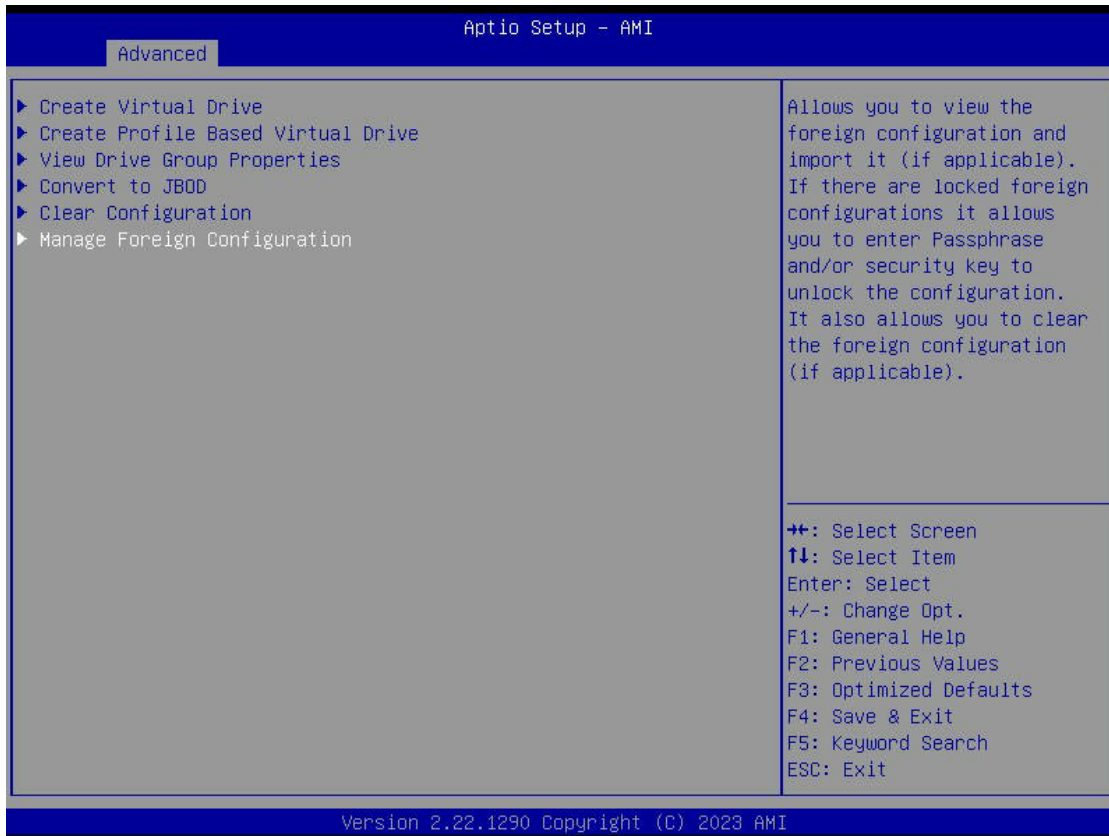 Aptio Setup – AMI
Advanced
▶ Create Virtual Drive
▶ Create Profile Based Virtual Drive
▶ View Drive Group Properties
▶ Convert to JBOD
▶ Clear Configuration
▶ Manage Foreign Configuration
Allows you to view the
foreign configuration and
import it (if applicable).
If there are locked foreign
configurations it allows
you to enter Passphrase
and/or security key to
unlock the configuration.
It also allows you to clear
the foreign configuration
(if applicable).
→←: Select Screen
↑↓: Select Item
Enter: Select
+/-: Change Opt.
F1: General Help
F2: Previous Values
F3: Optimized Defaults
F4: Save & Exit
F5: Keyword Search
ESC: Exit
Version 2.22.1290 Copyright (C) 2023 AMI